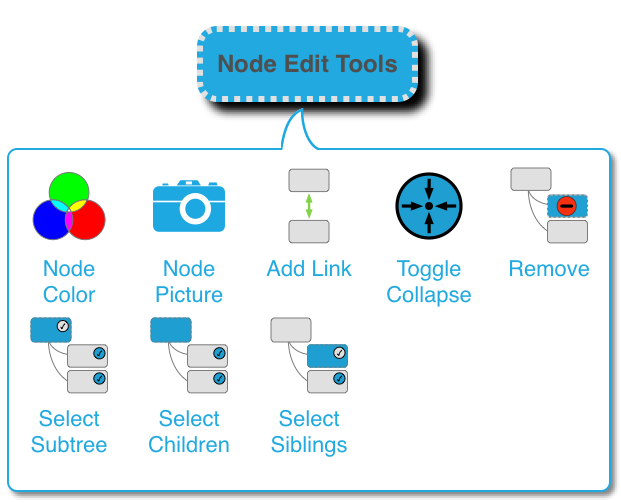 Node Edit Tools
Node
Color
Node
Picture
Add Link
Toggle
Collapse
Remove
Select
Subtree
Select
Children
Select
Siblings